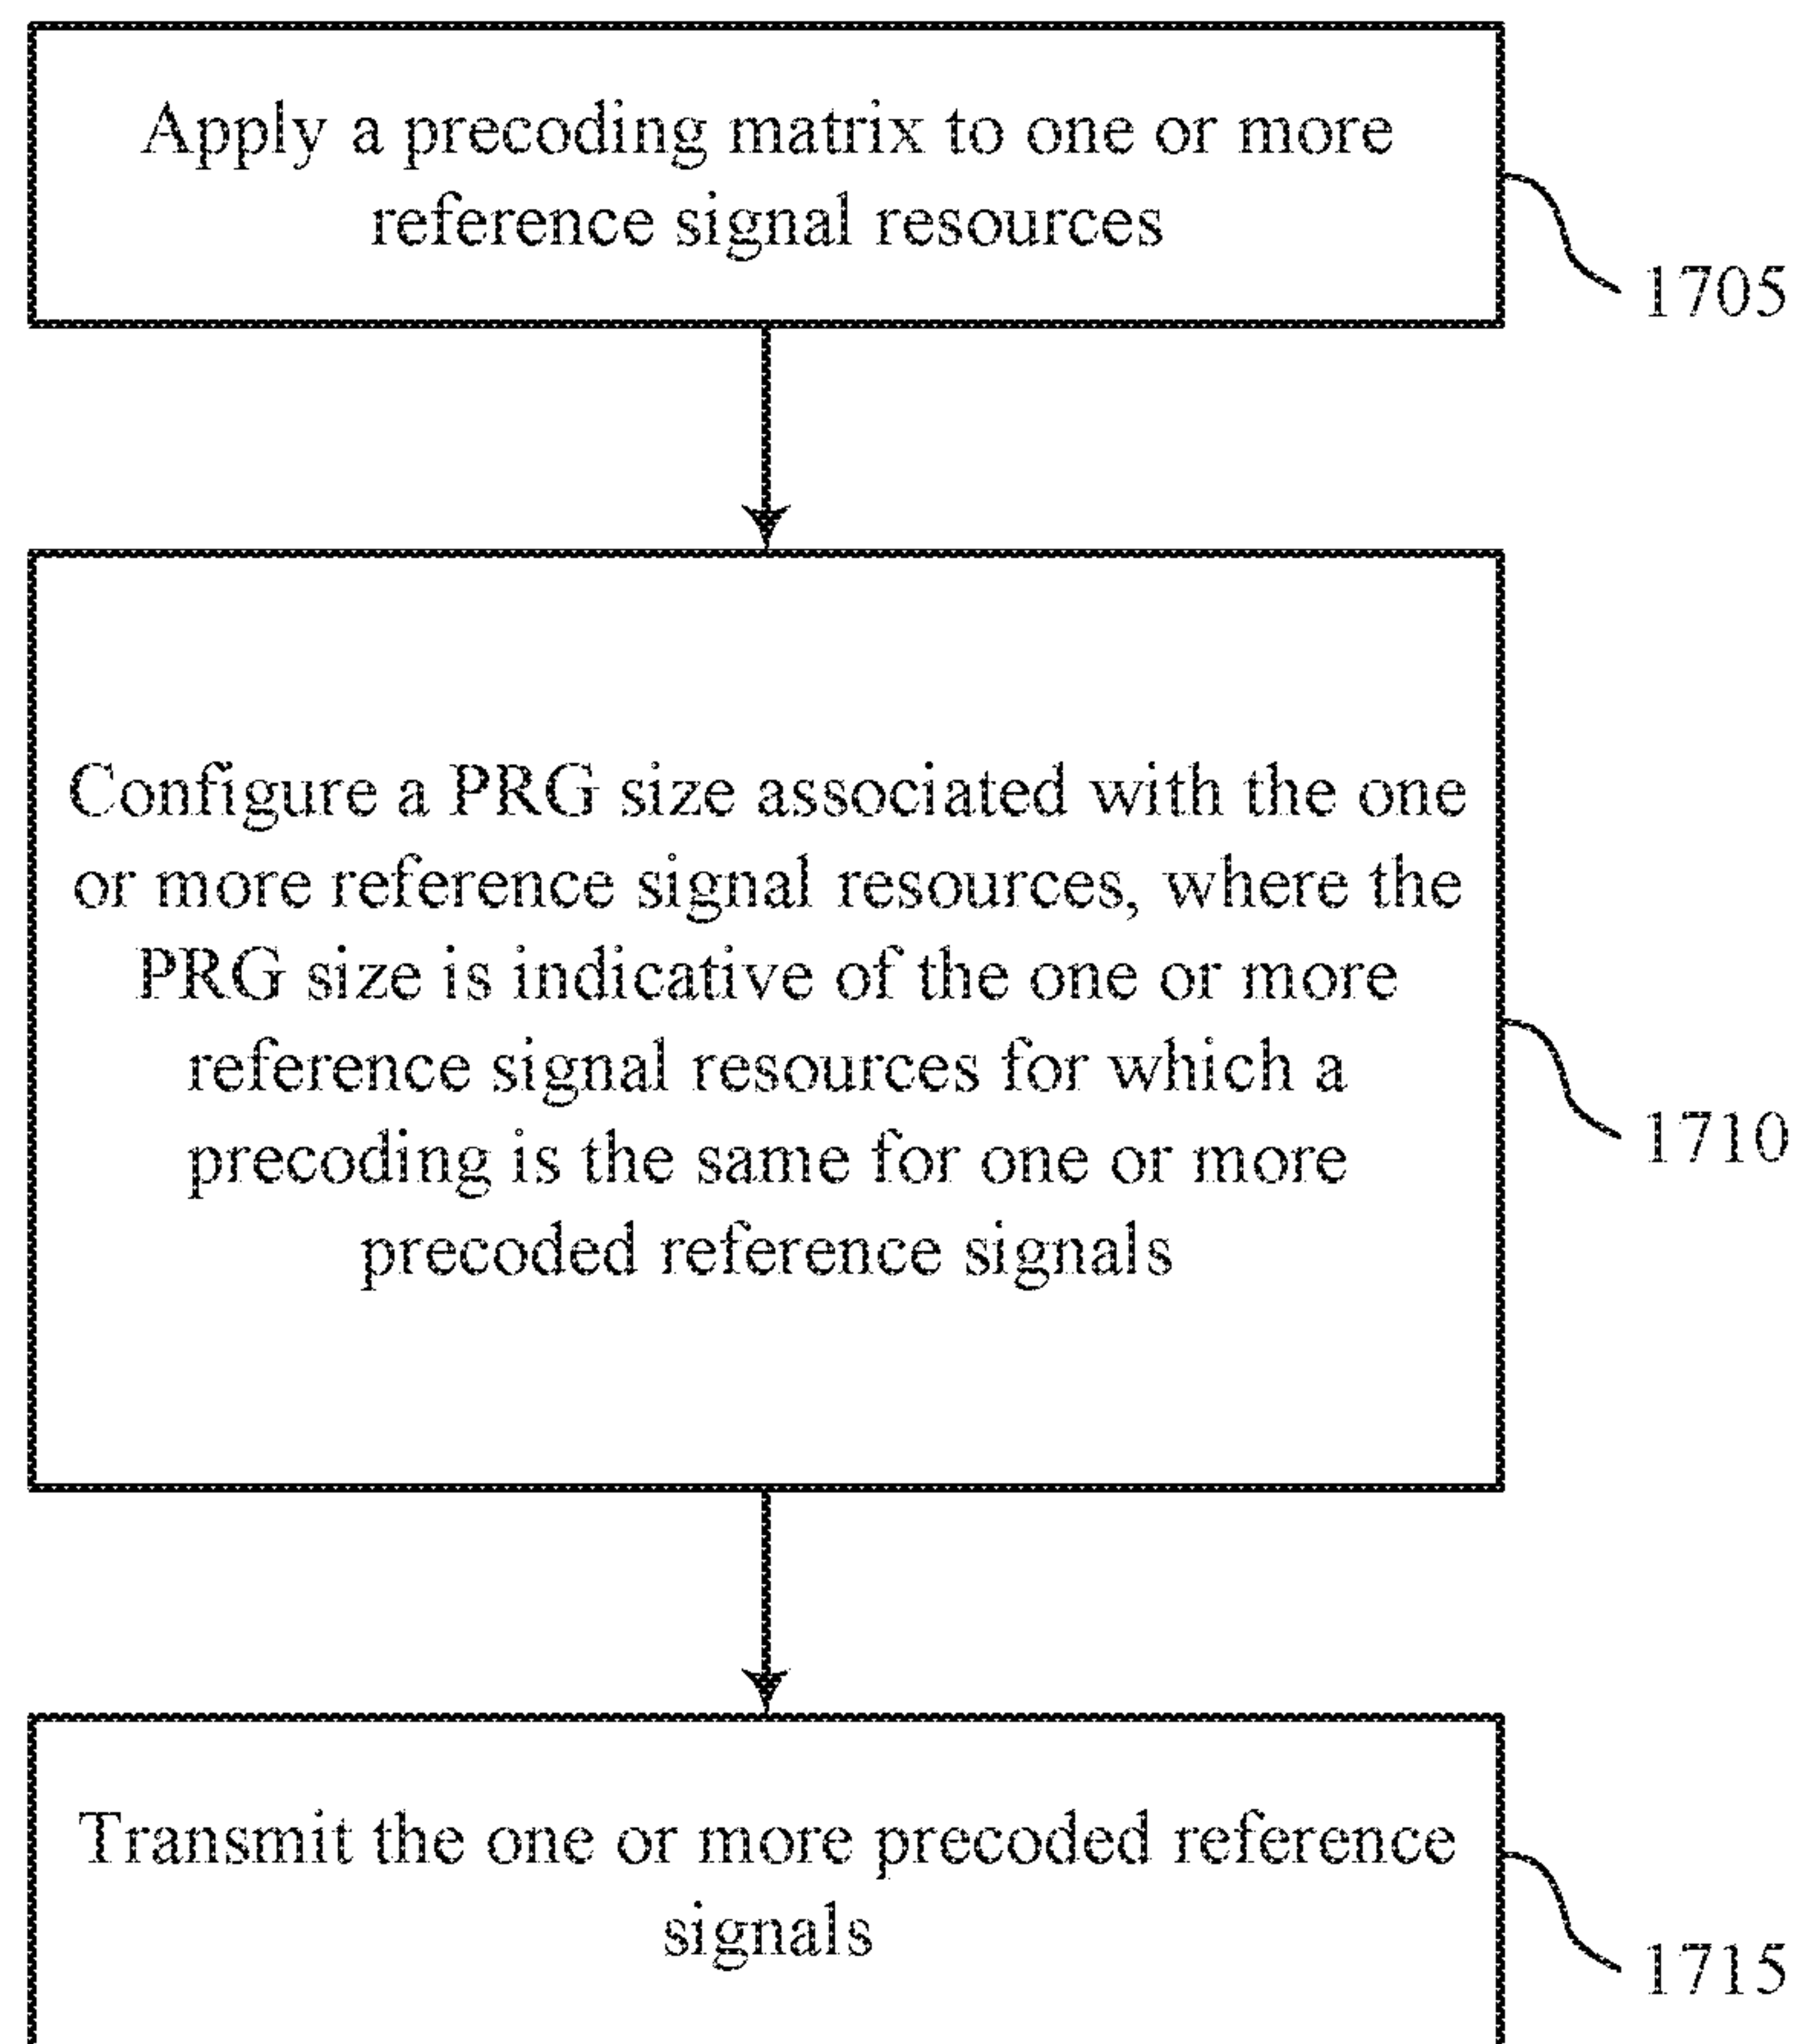 Apply a precoding matrix to one or more
reference signal resources
1705
Configure a PRG size associated with the one
or more reference signal resources, where the
PRG size is indicative of the one or more
reference signal resources for which a
precoding is the same for one or more
precoded reference signals
1710
Transmit the one or more precoded reference
signals
1715